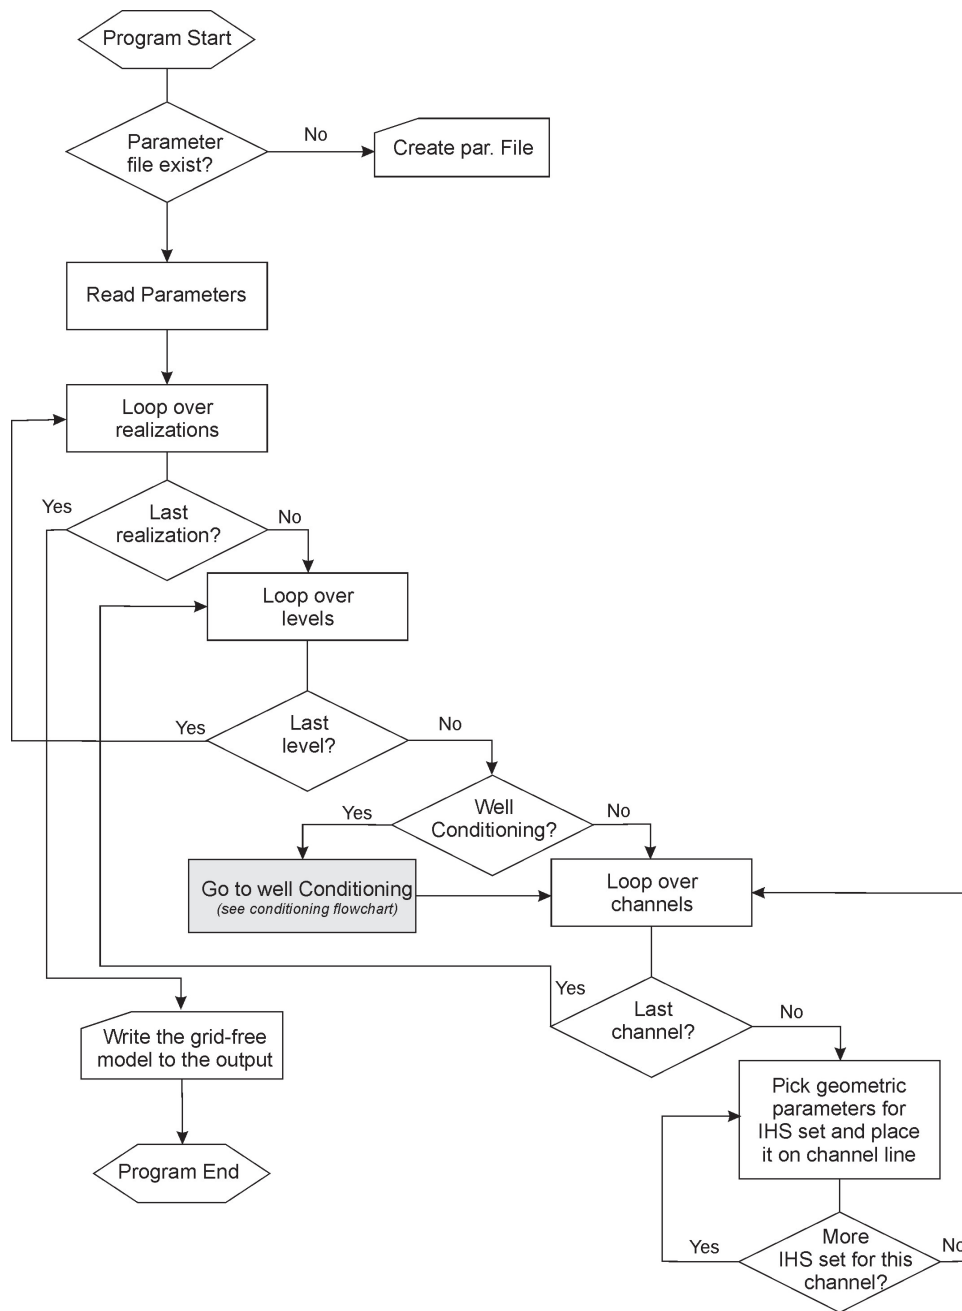 Program Start
Parameter
file exist?
No
Create par. File
Read Parameters
Loop over
realizations
Yes
Last
realization?
No
Loop over
levels
Yes
Last
level?
No
Yes
Well
Conditioning?
No
Go to well Conditioning
(see conditioning flowchart)
Loop over
channels
Yes
Last
channel?
No
Write the grid-free
model to the output
Pick geometric
parameters for
IHS set and place
it on channel line
Program End
Yes
More
IHS set for this
channel?
No